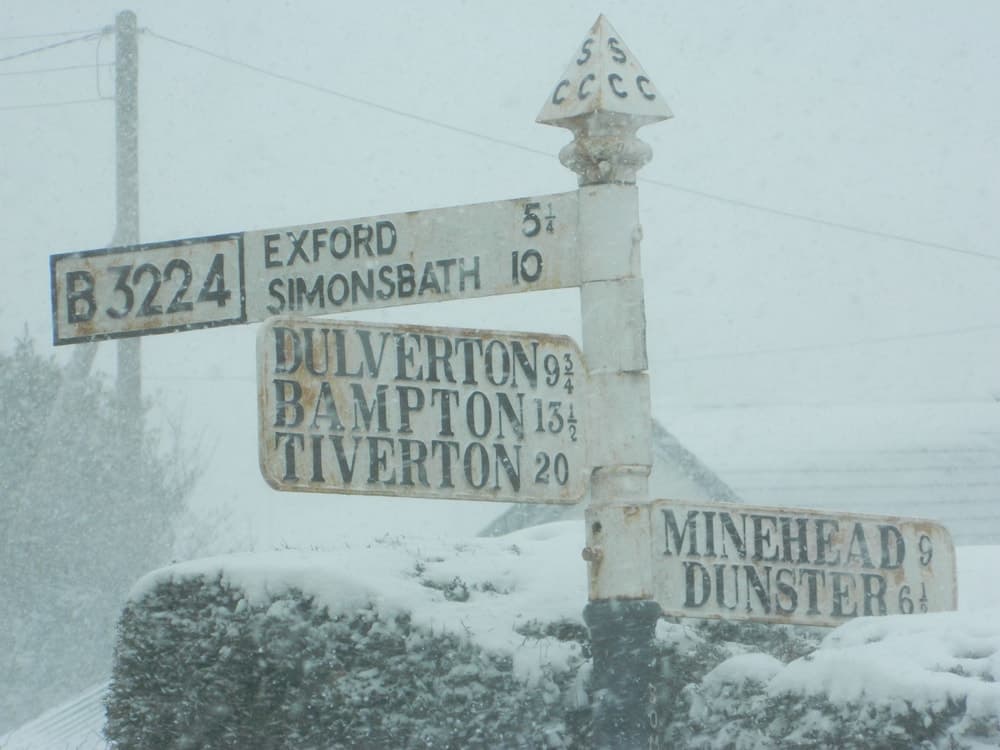 S S
C C C C
B 3224
EXFORD 5¼
SIMONSBATH 10
DULVERTON 9¾
BAMPTON 13½
TIVERTON 20
MINEHEAD 9
DUNSTER 6½